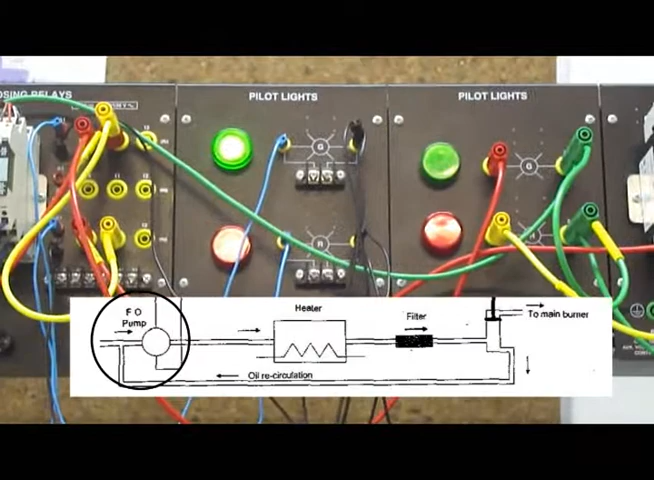 OSING RELAYS
PILOT LIGHTS
PILOT LIGHTS
G
G
R
F O
Pump
Heater
Filter
To main burner
Oil re-circulation